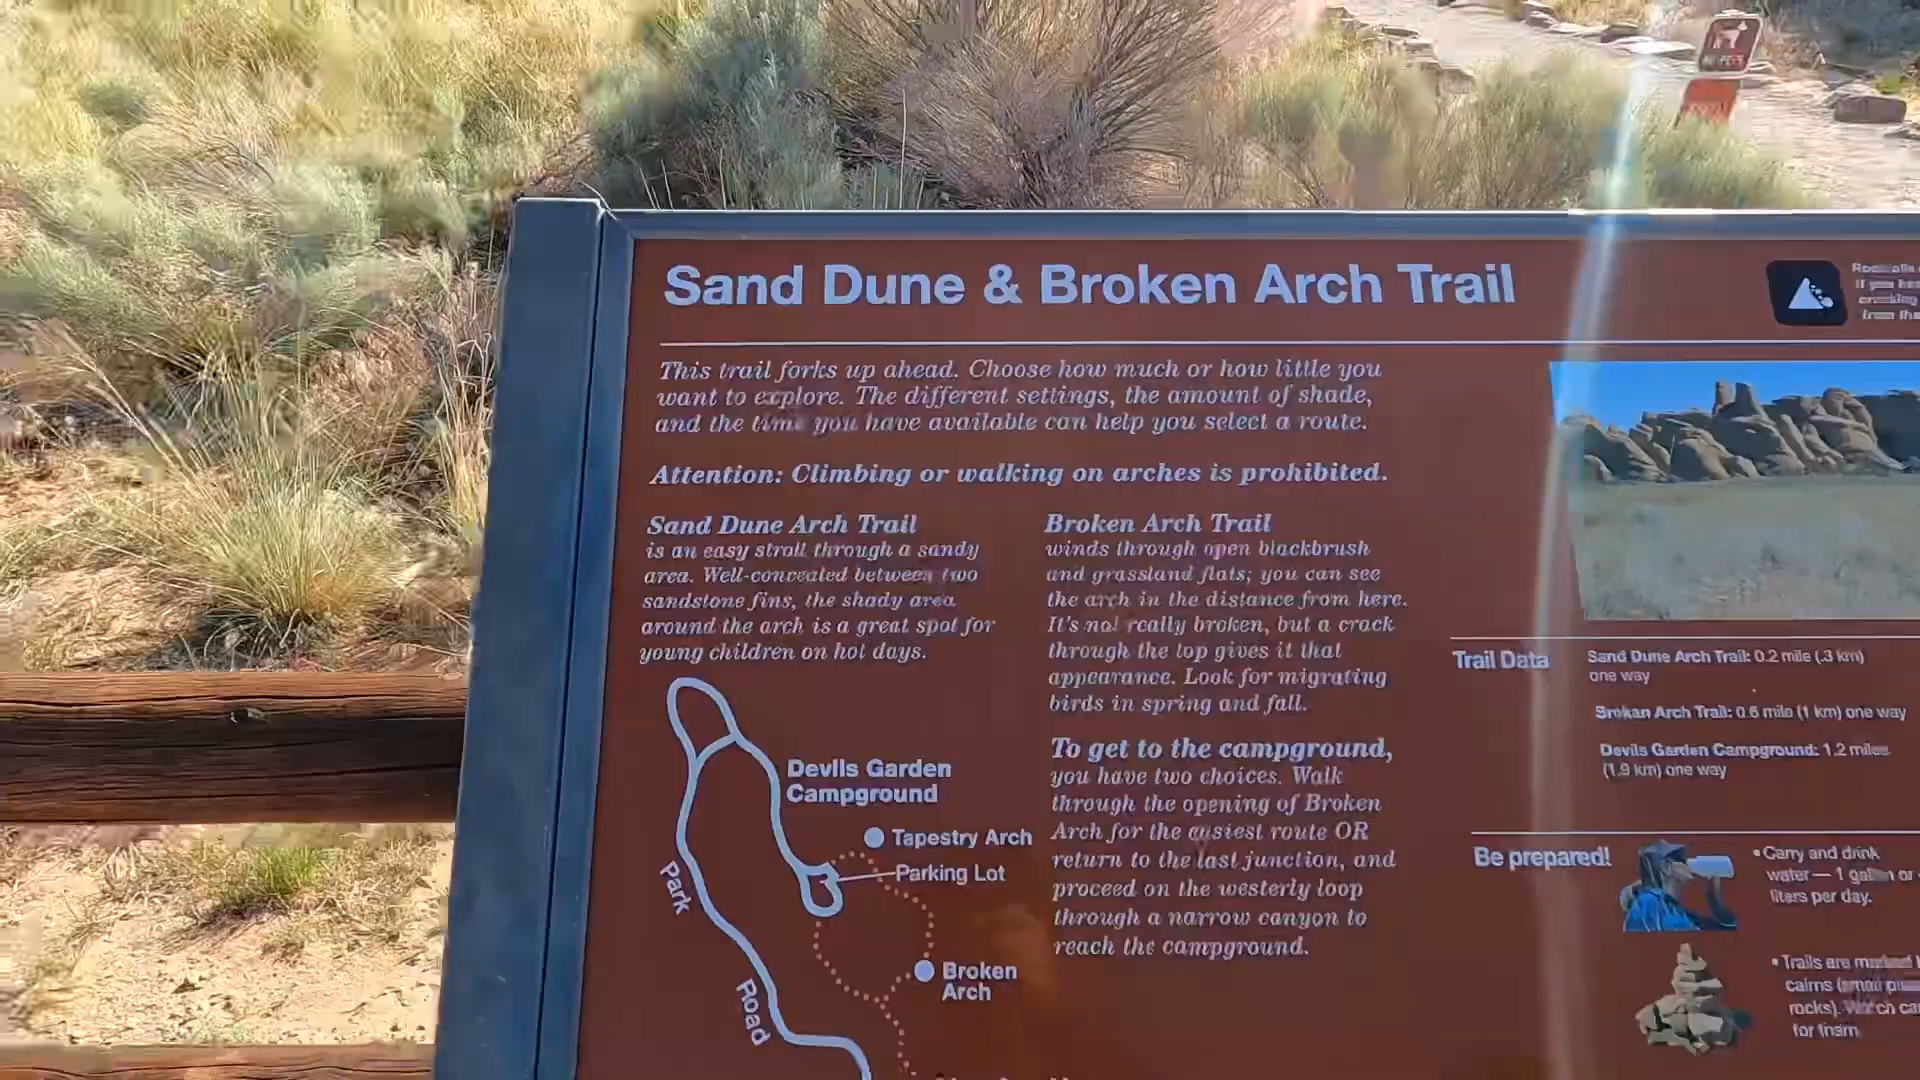 NO PETS
Sand Dune & Broken Arch Trail
If you hea
cracking
from the
This trail forks up ahead. Choose how much or how little you
want to explore. The different settings, the amount of shade,
and the time you have available can help you select a route.
Attention: Climbing or walking on arches is prohibited.
Sand Dune Arch Trail
is an easy stroll through a sandy
area. Well-concealed between two
sandstone fins, the shady area
around the arch is a great spot for
young children on hot days.
Broken Arch Trail
winds through open blackbrush
and grassland flats; you can see
the arch in the distance from here.
It's not really broken, but a crack
through the top gives it that
appearance. Look for migrating
birds in spring and fall.
To get to the campground,
you have two choices. Walk
through the opening of Broken
Arch for the easiest route OR
return to the last junction, and
proceed on the westerly loop
through a narrow canyon to
reach the campground.
Devils Garden
Campground
Tapestry Arch
Parking Lot
Park
Road
Broken
Arch
Trail Data
Sand Dune Arch Trail: 0.2 mile (.3 km)
one way
Broken Arch Trail: 0.6 mile (1 km) one way
Devils Garden Campground: 1.2 miles
(1.9 km) one way
Be prepared!
• Carry and drink
water — 1 gallon or
liters per day.
• Trails are marked
cairns (small
rocks). Watch
for them